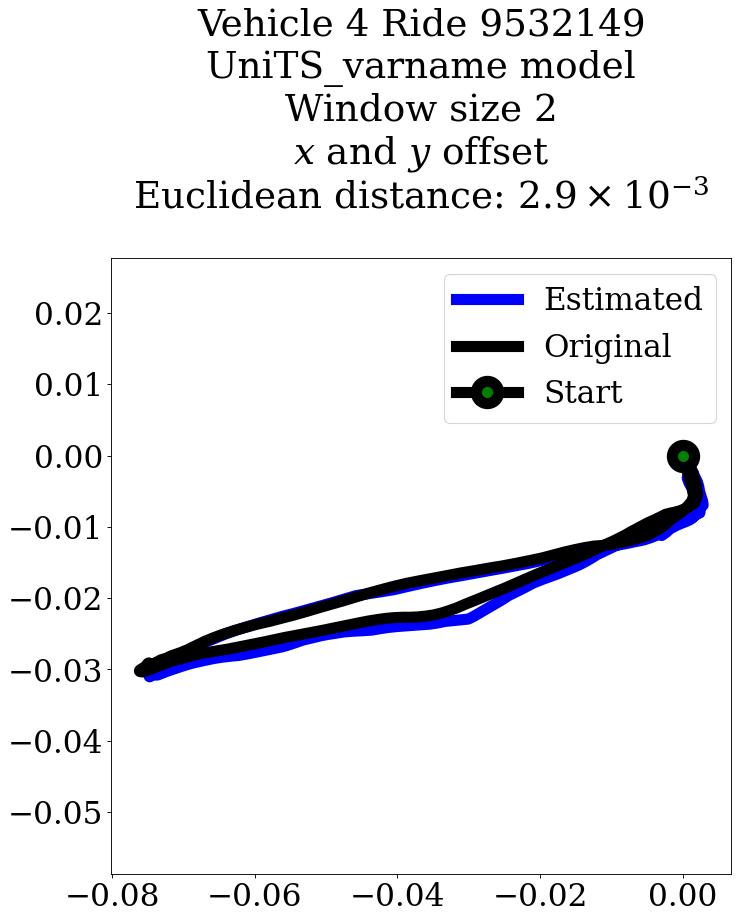 Vehicle 4 Ride 9532149
UniTS_varname model
Window size 2
x and y offset
Euclidean distance: 2.9 × 10⁻³
Estimated
Original
Start
0.02
0.01
0.00
−0.01
−0.02
−0.03
−0.04
−0.05
−0.08 −0.06 −0.04 −0.02 0.00